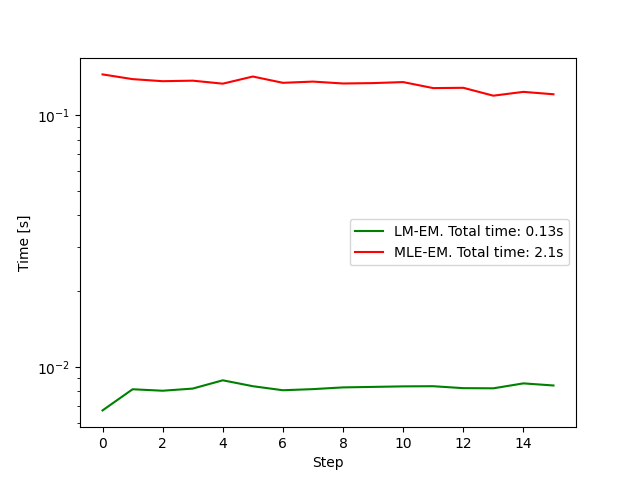 10⁻¹
10⁻²
Time [s]
LM-EM. Total time: 0.13s
MLE-EM. Total time: 2.1s
0 2 4 6 8 10 12 14
Step